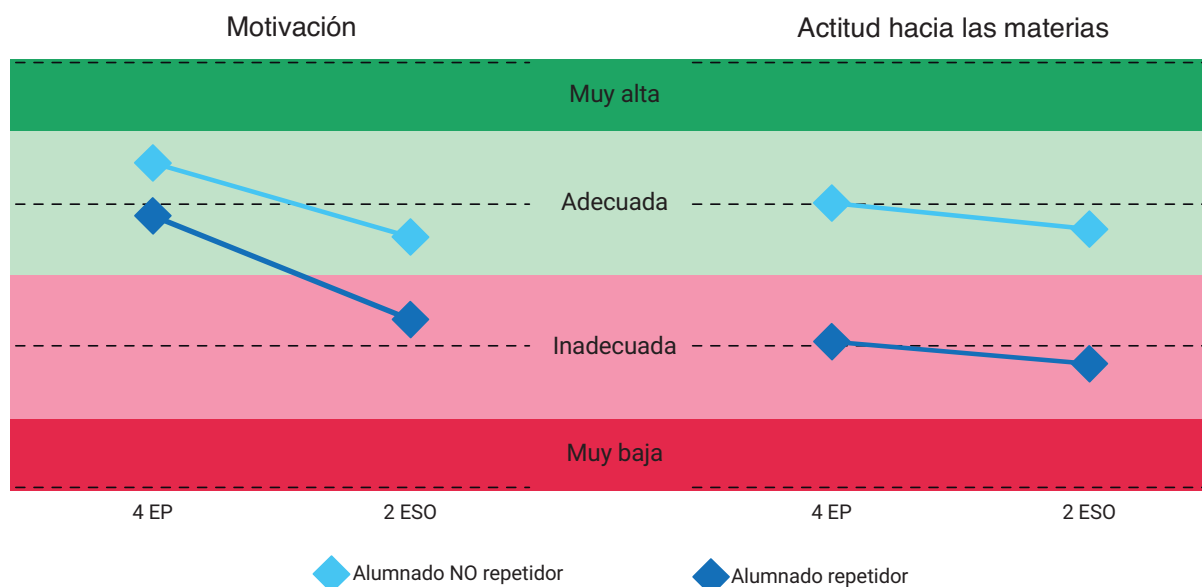 Motivación
Actitud hacia las materias
Muy alta
Adecuada
Inadecuada
Muy baja
4 EP
2 ESO
4 EP
2 ESO
Alumnado NO repetidor
Alumnado repetidor